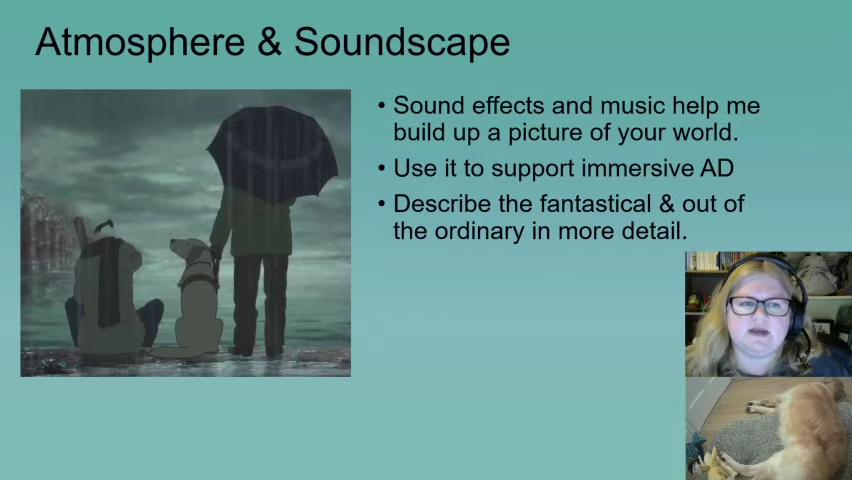 Atmosphere & Soundscape
• Sound effects and music help me
build up a picture of your world.
• Use it to support immersive AD
• Describe the fantastical & out of
the ordinary in more detail.